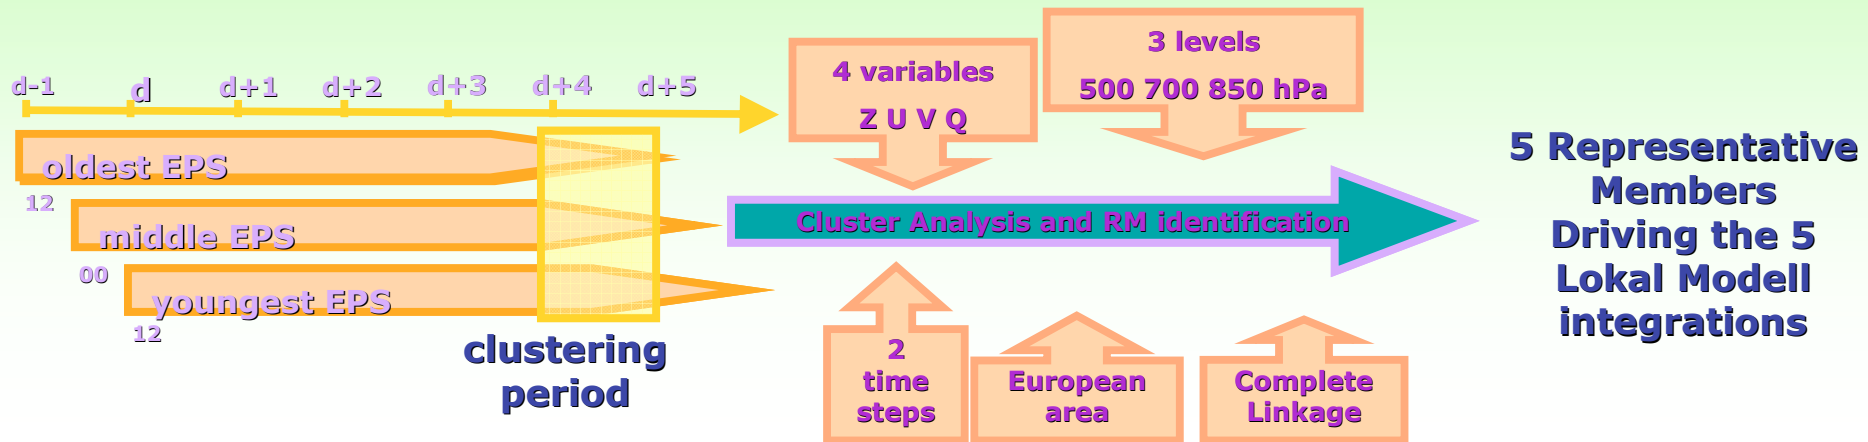 d-1 d d+1 d+2 d+3 d+4 d+5
oldest EPS
12
middle EPS
00
youngest EPS
12
clustering
period
4 variables
Z U V Q
3 levels
500 700 850 hPa
Cluster Analysis and RM identification
2
time
steps
European
area
Complete
Linkage
5 Representative
Members
Driving the 5
Lokal Modell
integrations